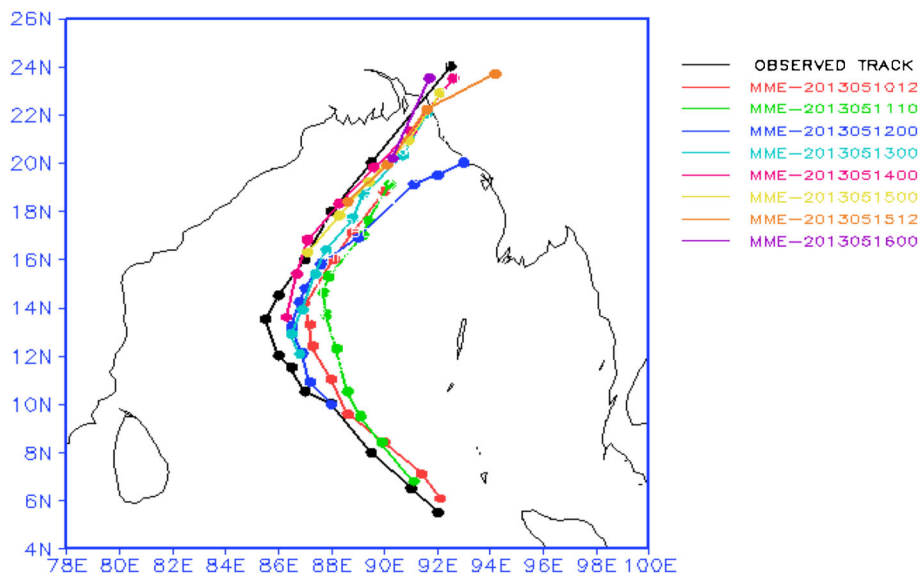 26N
24N
22N
20N
18N
16N
14N
12N
10N
8N
6N
4N
78E 80E 82E 84E 86E 88E 90E 92E 94E 96E 98E 100E
OBSERVED TRACK
MME-2013051012
MME-2013051110
MME-2013051200
MME-2013051300
MME-2013051400
MME-2013051500
MME-2013051512
MME-2013051600